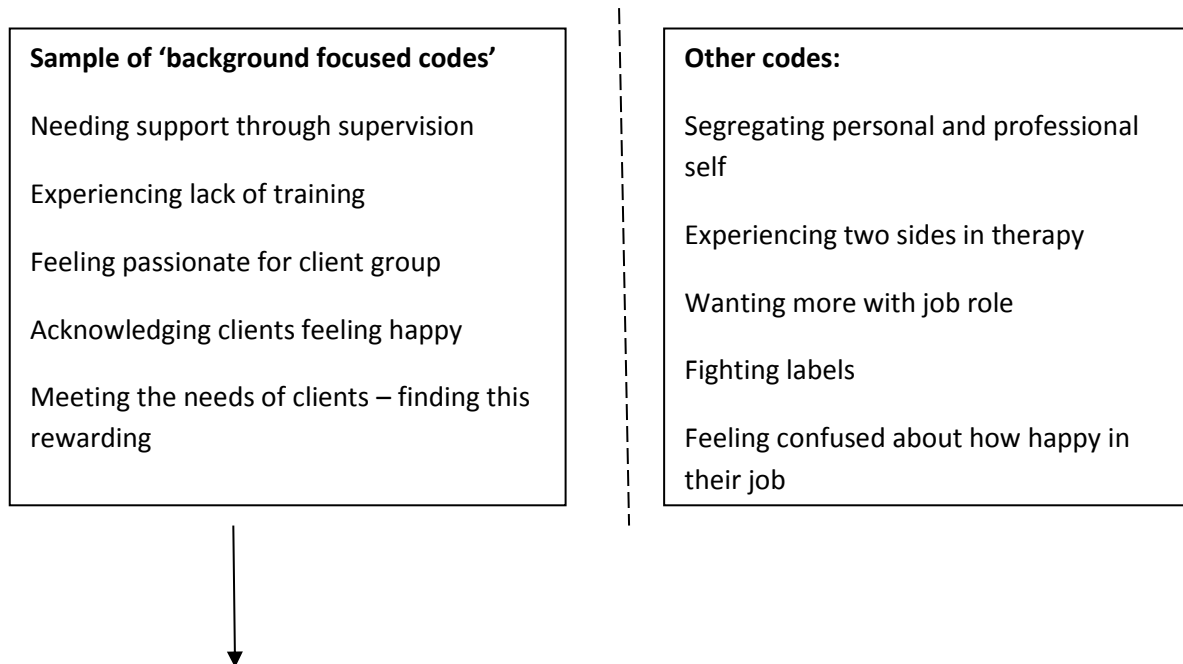 Sample of ‘background focused codes’
Needing support through supervision
Experiencing lack of training
Feeling passionate for client group
Acknowledging clients feeling happy
Meeting the needs of clients – finding this
rewarding
Other codes:
Segregating personal and professional
self
Experiencing two sides in therapy
Wanting more with job role
Fighting labels
Feeling confused about how happy in
their job